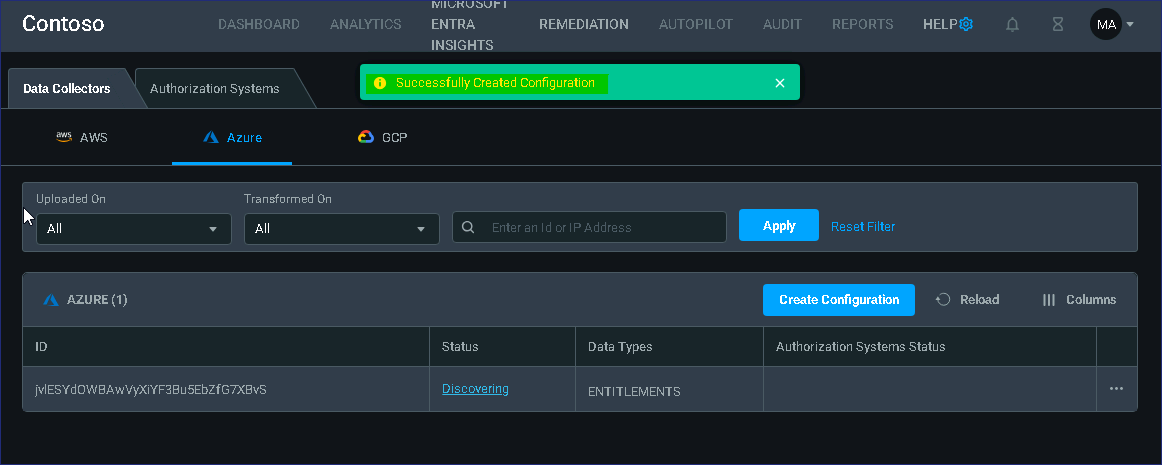 Contoso
DASHBOARD
ANALYTICS
MICROSOFT
ENTRA
INSIGHTS
REMEDIATION
AUTOPILOT
AUDIT
REPORTS
HELP
MA
Data Collectors
Authorization Systems
Successfully Created Configuration
aws AWS
Azure
GCP
Uploaded On
Transformed On
All
All
Enter an Id or IP Address
Apply
Reset Filter
AZURE (1)
Create Configuration
Reload
Columns
ID
Status
Data Types
Authorization Systems Status
jvlESYdOWBAwVyXiYF3Bu5EbZfG7XBvS
Discovering
ENTITLEMENTS